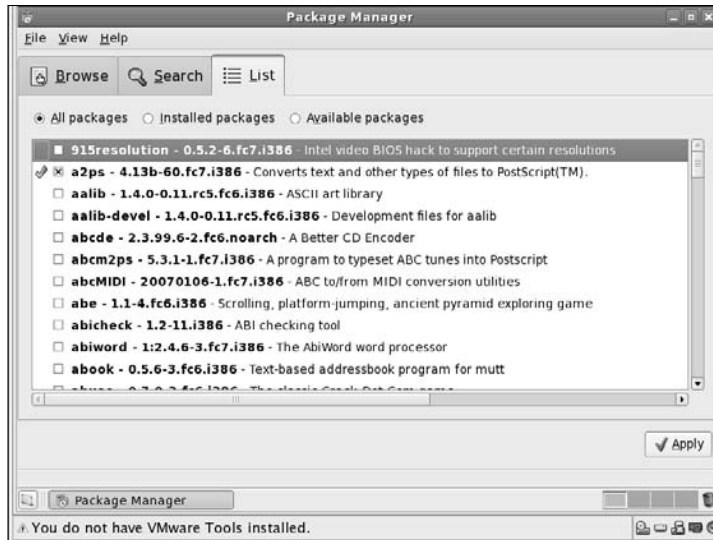 Package Manager
File View Help
Browse Search List
All packages Installed packages Available packages
915resolution - 0.5.2-6.fc7.i386 - Intel video BIOS hack to support certain resolutions
a2ps - 4.13b-60.fc7.i386 - Converts text and other types of files to PostScript(TM).
aalib - 1.4.0-0.11.rc5.fc6.i386 - ASCII art library
aalib-devel - 1.4.0-0.11.rc5.fc6.i386 - Development files for aalib
abcde - 2.3.99.6-2.fc6.noarch - A Better CD Encoder
abcm2ps - 5.3.1-1.fc7.i386 - A program to typeset ABC tunes into Postscript
abcMIDI - 20070106-1.fc7.i386 - ABC to/from MIDI conversion utilities
abe - 1.1-4.fc6.i386 - Scrolling, platform-jumping, ancient pyramid exploring game
abicheck - 1.2-11.i386 - ABI checking tool
abiword - 1:2.4.6-3.fc7.i386 - The AbiWord word processor
abook - 0.5.6-3.fc6.i386 - Text-based addressbook program for mutt
Apply
Package Manager
You do not have VMware Tools installed.